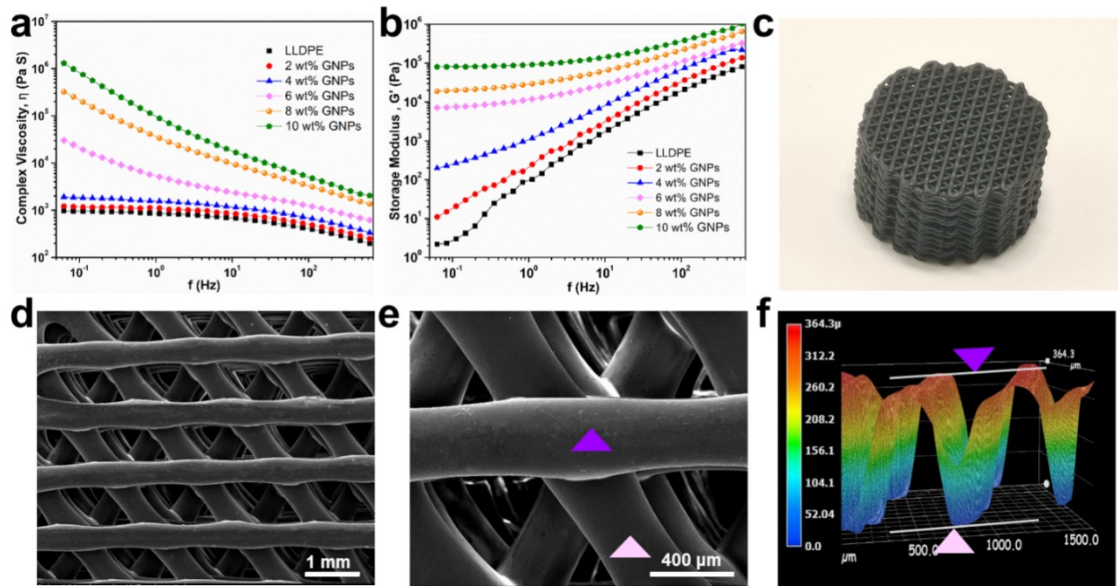 a
10⁷
10⁶
10⁵
10⁴
10³
10²
Complex Viscosity, η (Pa S)
LLDPE
2 wt% GNPs
4 wt% GNPs
6 wt% GNPs
8 wt% GNPs
10 wt% GNPs
10⁻¹
10⁰
10¹
10²
f (Hz)
b
10⁶
10⁵
10⁴
10³
10²
10¹
10⁰
Storage Modulus , G' (Pa)
LLDPE
2 wt% GNPs
4 wt% GNPs
6 wt% GNPs
8 wt% GNPs
10 wt% GNPs
10⁻¹
10⁰
10¹
10²
f (Hz)
c
d
1 mm
e
400 µm
f
364.3µ
312.2
260.2
208.2
156.1
104.1
52.04
0.0
µm
364.3
µm
500.0
1000.0
1500.0